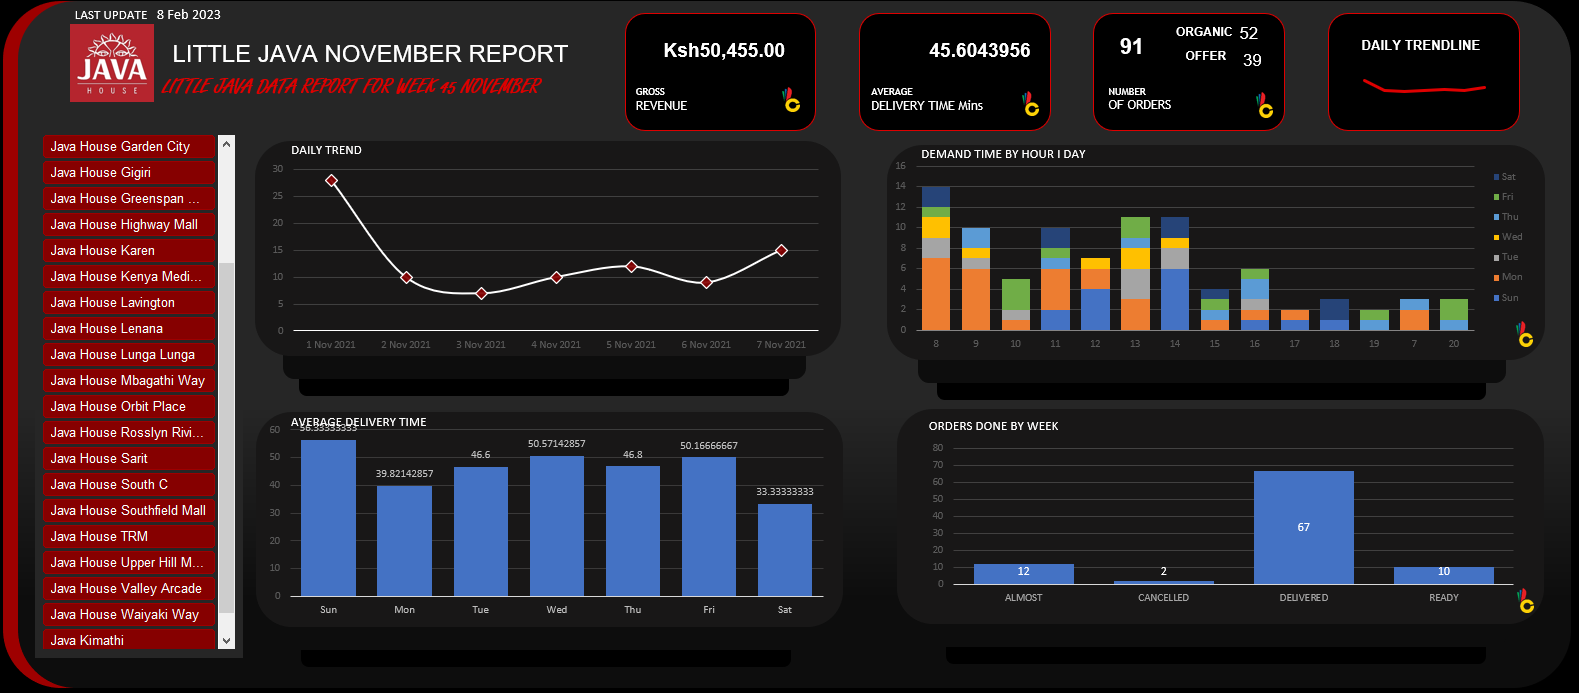 LAST UPDATE 8 Feb 2023
JAVA
HOUSE
LITTLE JAVA NOVEMBER REPORT
LITTLE JAVA DATA REPORT FOR WEEK 45 NOVEMBER
Ksh50,455.00
GROSS
REVENUE
45.6043956
AVERAGE
DELIVERY TIME Mins
91
ORGANIC 52
OFFER 39
NUMBER
OF ORDERS
DAILY TRENDLINE
Java House Garden City
Java House Gigiri
Java House Greenspan ...
Java House Highway Mall
Java House Karen
Java House Kenya Medi...
Java House Lavington
Java House Lenana
Java House Lunga Lunga
Java House Mbagathi Way
Java House Orbit Place
Java House Rosslyn Rivi...
Java House Sarit
Java House South C
Java House Southfield Mall
Java House TRM
Java House Upper Hill M...
Java House Valley Arcade
Java House Waiyaki Way
Java Kimathi
DAILY TREND
30
25
20
15
10
5
0
1 Nov 2021 2 Nov 2021 3 Nov 2021 4 Nov 2021 5 Nov 2021 6 Nov 2021 7 Nov 2021
DEMAND TIME BY HOUR I DAY
16
14
12
10
8
6
4
2
0
8 9 10 11 12 13 14 15 16 17 18 19 7 20
Sat
Fri
Thu
Wed
Tue
Mon
Sun
AVERAGE DELIVERY TIME
60
50
40
30
20
10
0
56.33333333 39.82142857 46.6 50.57142857 46.8 50.16666667 33.33333333
Sun Mon Tue Wed Thu Fri Sat
ORDERS DONE BY WEEK
80
70
60
50
40
30
20
10
0
12 2 67 10
ALMOST CANCELLED DELIVERED READY